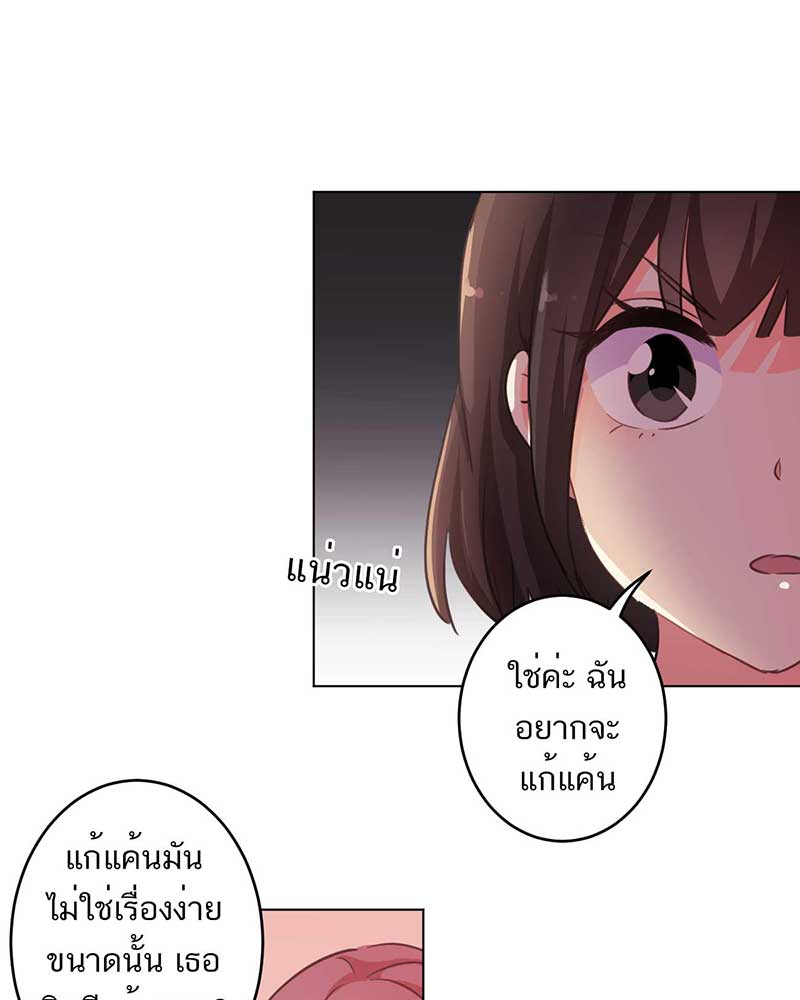 แน่วแน่
ใช่ค่ะ ฉัน
อยากจะ
แก้แค้น
แก้แค้นมัน
ไม่ใช่เรื่องง่าย
ขนาดนั้น เธอ